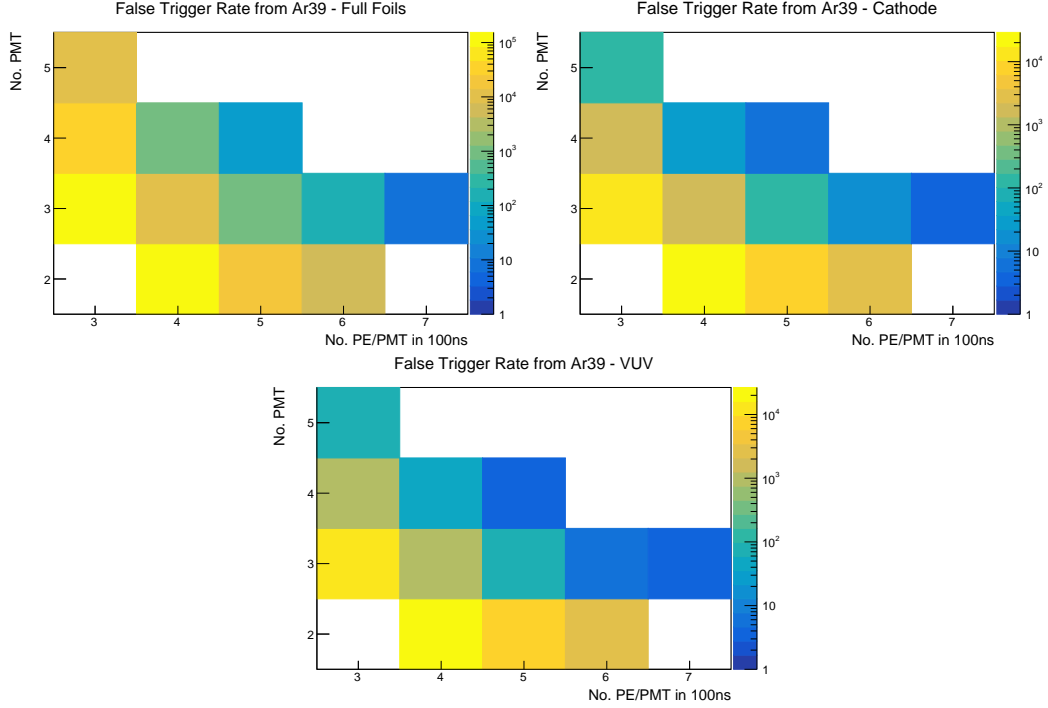 False Trigger Rate from Ar39 - Full Foils
No. PMT
5
4
3
2
3 4 5 6 7
No. PE/PMT in 100ns
10⁵
10⁴
10³
10²
10
1
False Trigger Rate from Ar39 - Cathode
No. PMT
5
4
3
2
3 4 5 6 7
No. PE/PMT in 100ns
10⁴
10³
10²
10
1
False Trigger Rate from Ar39 - VUV
No. PMT
5
4
3
2
3 4 5 6 7
No. PE/PMT in 100ns
10⁴
10³
10²
10
1